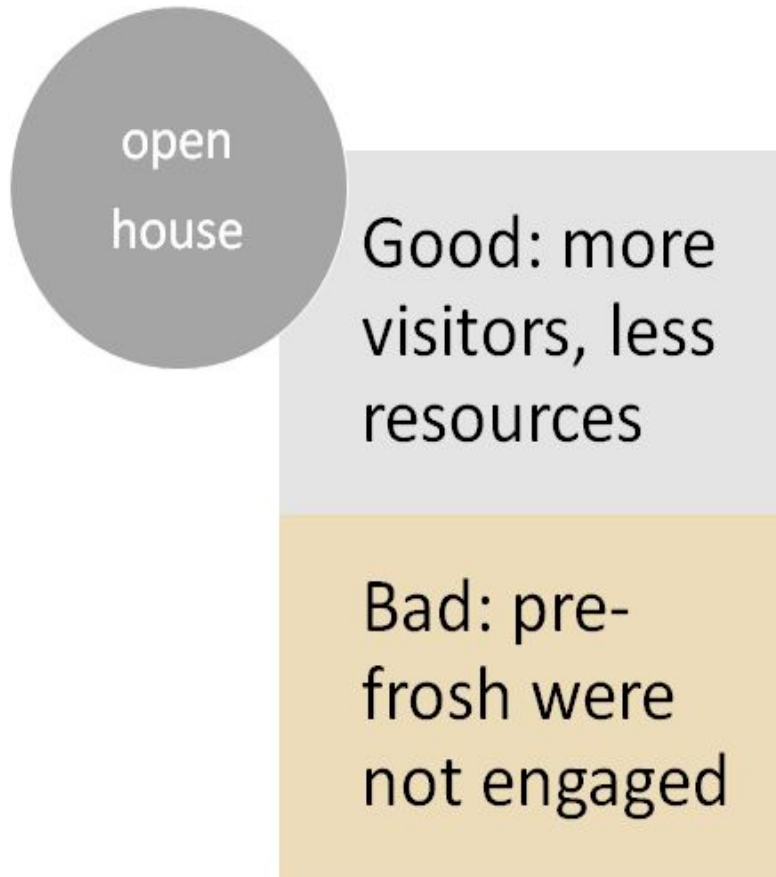 open
house
Good: more
visitors, less
resources
Bad: pre-
frosh were
not engaged